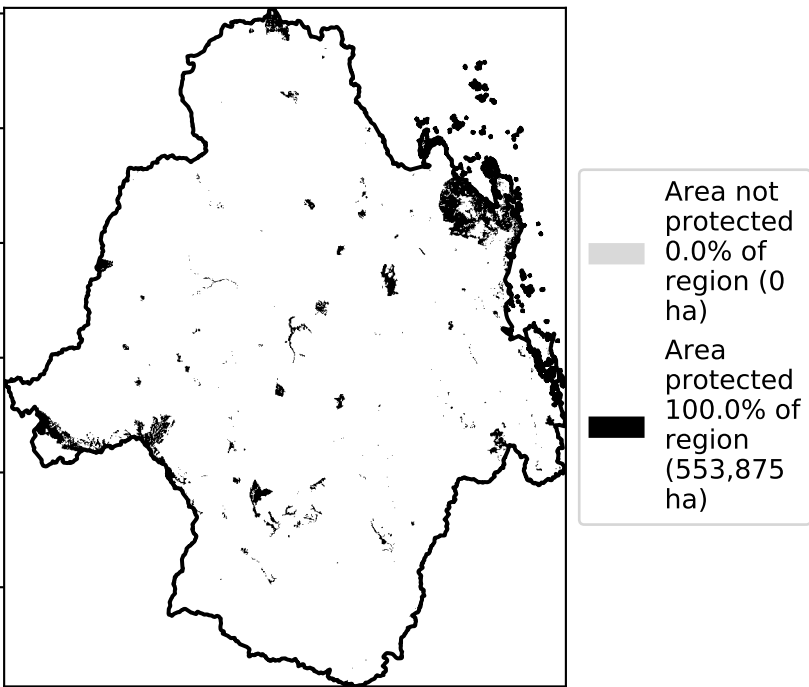 Area not
protected
0.0% of
region (0
ha)
Area
protected
100.0% of
region
(553,875
ha)